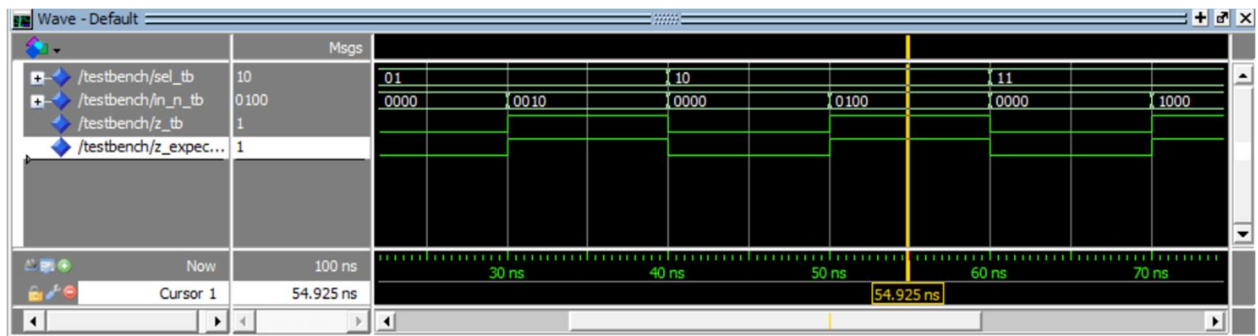 Wave - Default
Msgs
/testbench/sel_tb 10 01 10 11
/testbench/in_n_tb 0100 0000 0010 0000 0100 0000 1000
/testbench/z_tb 1
/testbench/z_expec... 1
Now 100 ns 30 ns 40 ns 50 ns 60 ns 70 ns
Cursor 1 54.925 ns 54.925 ns